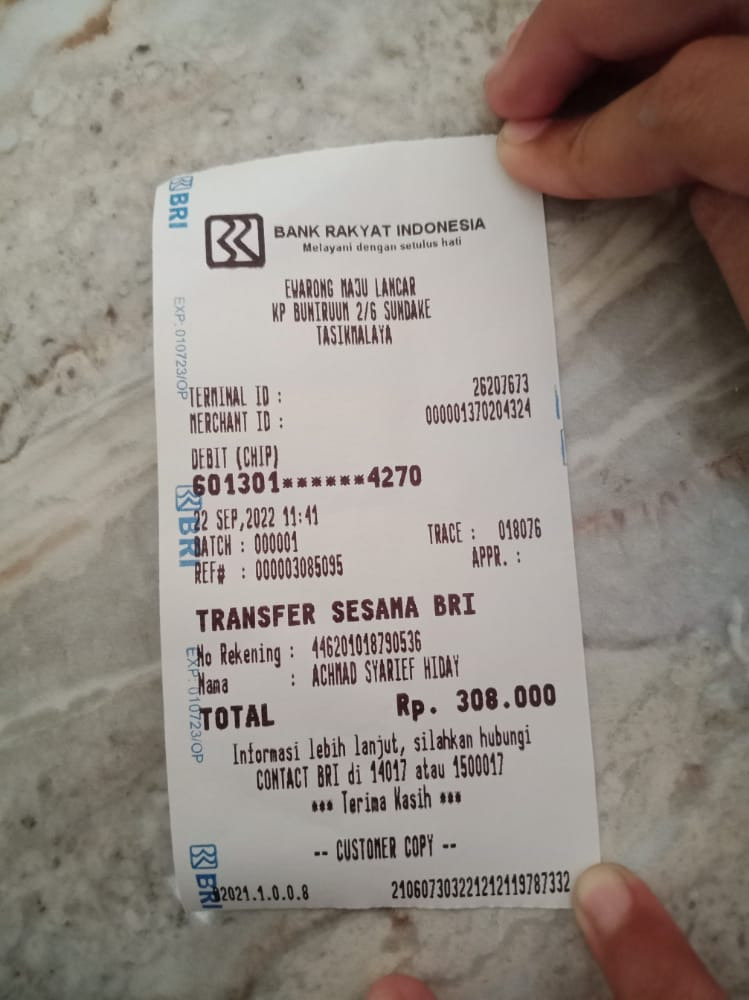 BRI
BANK RAKYAT INDONESIA
Melayani dengan setulus hati
EWARONG MAJU LANCAR
KP BUNIRUUM 2/6 SUNDAKE
TASIKMALAYA
EXP: 010723/OP
TERMINAL ID : 26207673
MERCHANT ID : 000001370204324
DEBIT (CHIP)
601301******4270
BRI
22 SEP,2022 11:41
BATCH : 000001 TRACE : 018076
REF# : 000003085095 APPR. :
TRANSFER SESAMA BRI
No Rekening : 446201018790536
Nama : ACHMAD SYARIEF HIDAY
EXP: 010723/OP
TOTAL Rp. 308.000
Informasi lebih lanjut, silahkan hubungi
CONTACT BRI di 14017 atau 1500017
*** Terima Kasih ***
-- CUSTOMER COPY --
BRI
02021.1.0.0.8 210607303221212119787332